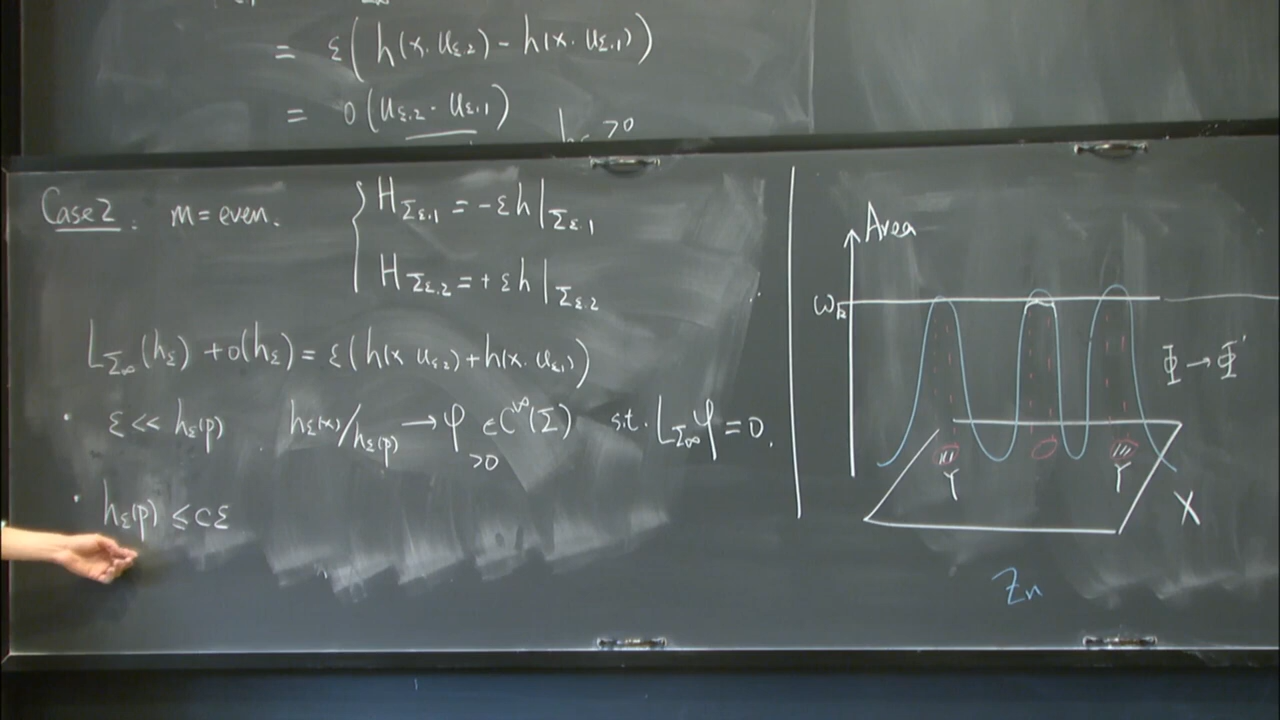 = ε(h(x, u_{ε,2}) - h(x, u_{ε,1}))
= o(u_{ε,2} - u_{ε,1})
h_ε > 0
Case 2. m = even.
{ H_{Σ_{ε,1}} = -εh|_{Σ_{ε,1}}
H_{Σ_{ε,2}} = +εh|_{Σ_{ε,2}}
L_{Σ_∞}(h_ε) + o(h_ε) = ε(h(x, u_{ε,2}) + h(x, u_{ε,1}))
· ε << h_ε(p) . h_ε(x)/h_ε(p) → φ ∈ C^∞(Σ) s.t. L_{Σ_∞}φ = 0.
>0
· h_ε(p) ≤ cε
Area
ω_k
Φ → Φ'
Y
Y
X
Z_n